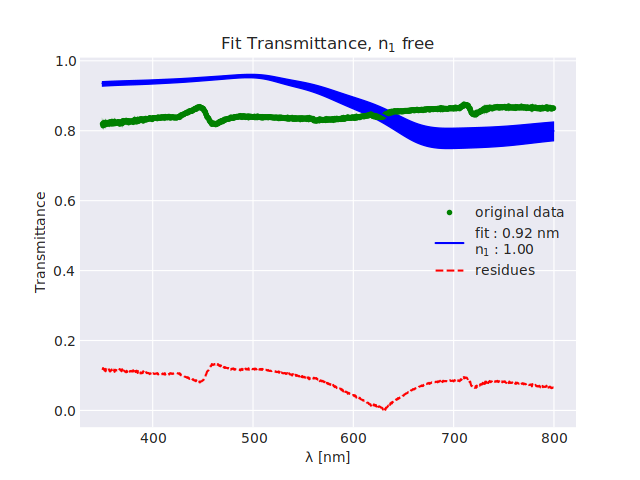 Fit Transmittance, n₁ free
1.0
0.8
0.6
0.4
0.2
0.0
Transmittance
original data
fit : 0.92 nm
n₁ : 1.00
residues
400 500 600 700 800
λ [nm]